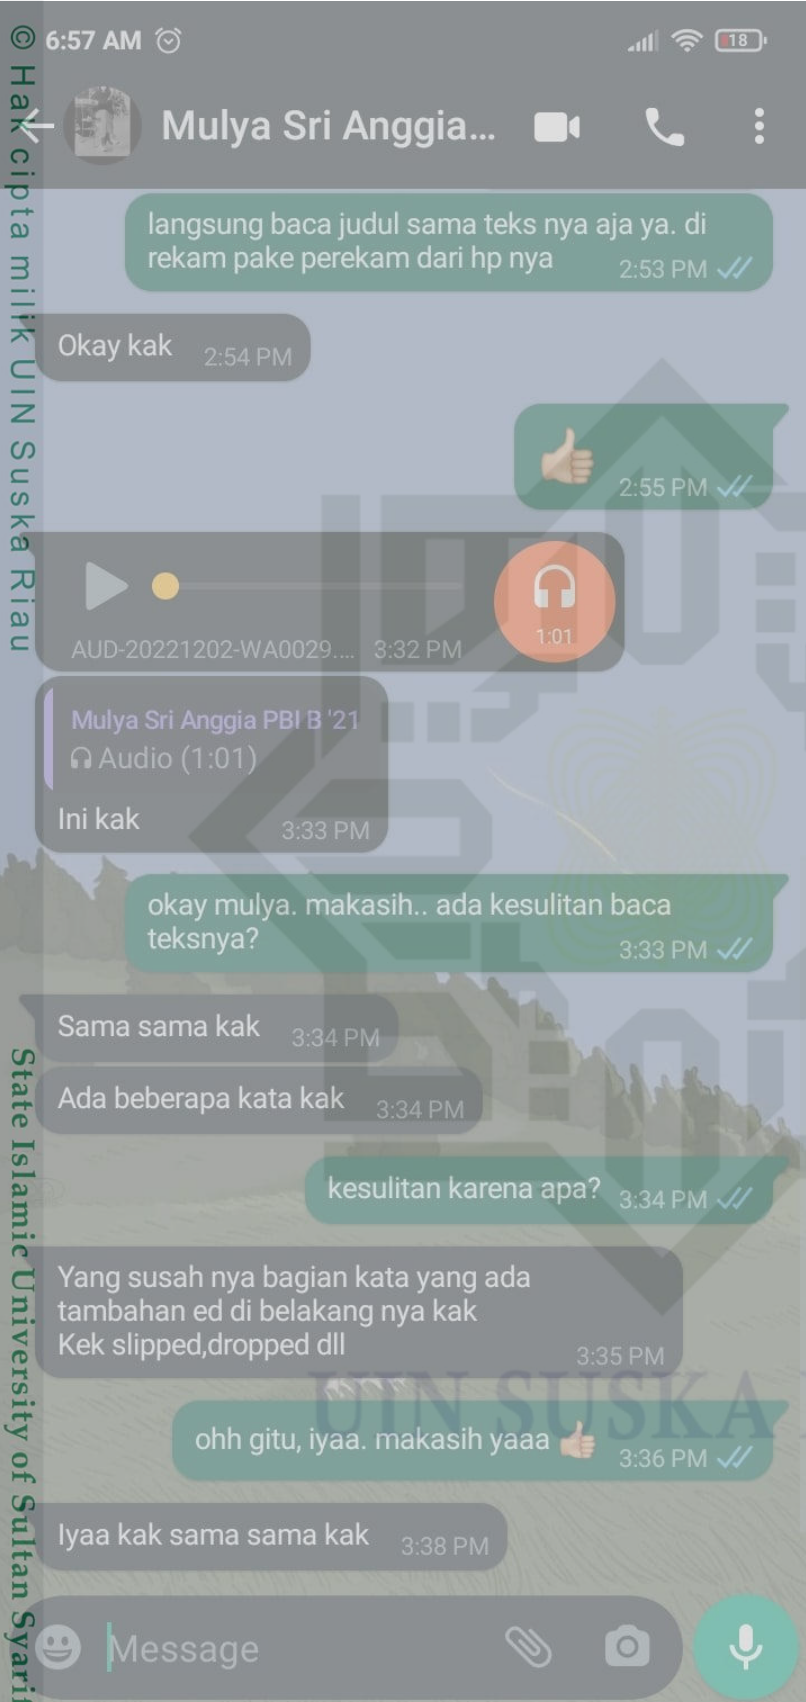 6:57 AM
18
Mulya Sri Anggia...
langsung baca judul sama teks nya aja ya. di
rekam pake perekam dari hp nya
2:53 PM
Okay kak
2:54 PM
2:55 PM
1:01
AUD-20221202-WA0029.... 3:32 PM
Mulya Sri Anggia PBI B '21
Audio (1:01)
Ini kak
3:33 PM
okay mulya. makasih.. ada kesulitan baca
teksnya?
3:33 PM
Sama sama kak
3:34 PM
Ada beberapa kata kak
3:34 PM
kesulitan karena apa?
3:34 PM
Yang susah nya bagian kata yang ada
tambahan ed di belakang nya kak
Kek slipped,dropped dll
3:35 PM
ohh gitu, iyaa. makasih yaaa
3:36 PM
Iyaa kak sama sama kak
3:38 PM
Message
© Hak cipta milik UIN Suska Riau
State Islamic University of Sultan Syarif
UIN SUSKA